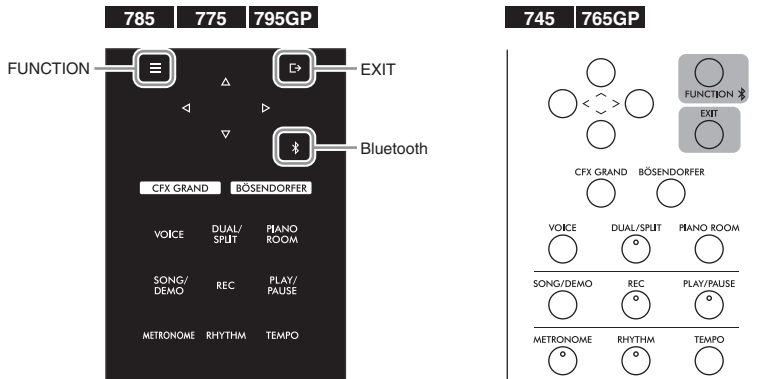 785 775 795GP
FUNCTION
EXIT
Bluetooth
CFX GRAND BÖSENDORFER
VOICE DUAL/SPLIT PIANO ROOM
SONG/DEMO REC PLAY/PAUSE
METRONOME RHYTHM TEMPO
745 765GP
FUNCTION
EXIT
CFX GRAND BÖSENDORFER
VOICE DUAL/SPLIT PIANO ROOM
SONG/DEMO REC PLAY/PAUSE
METRONOME RHYTHM TEMPO